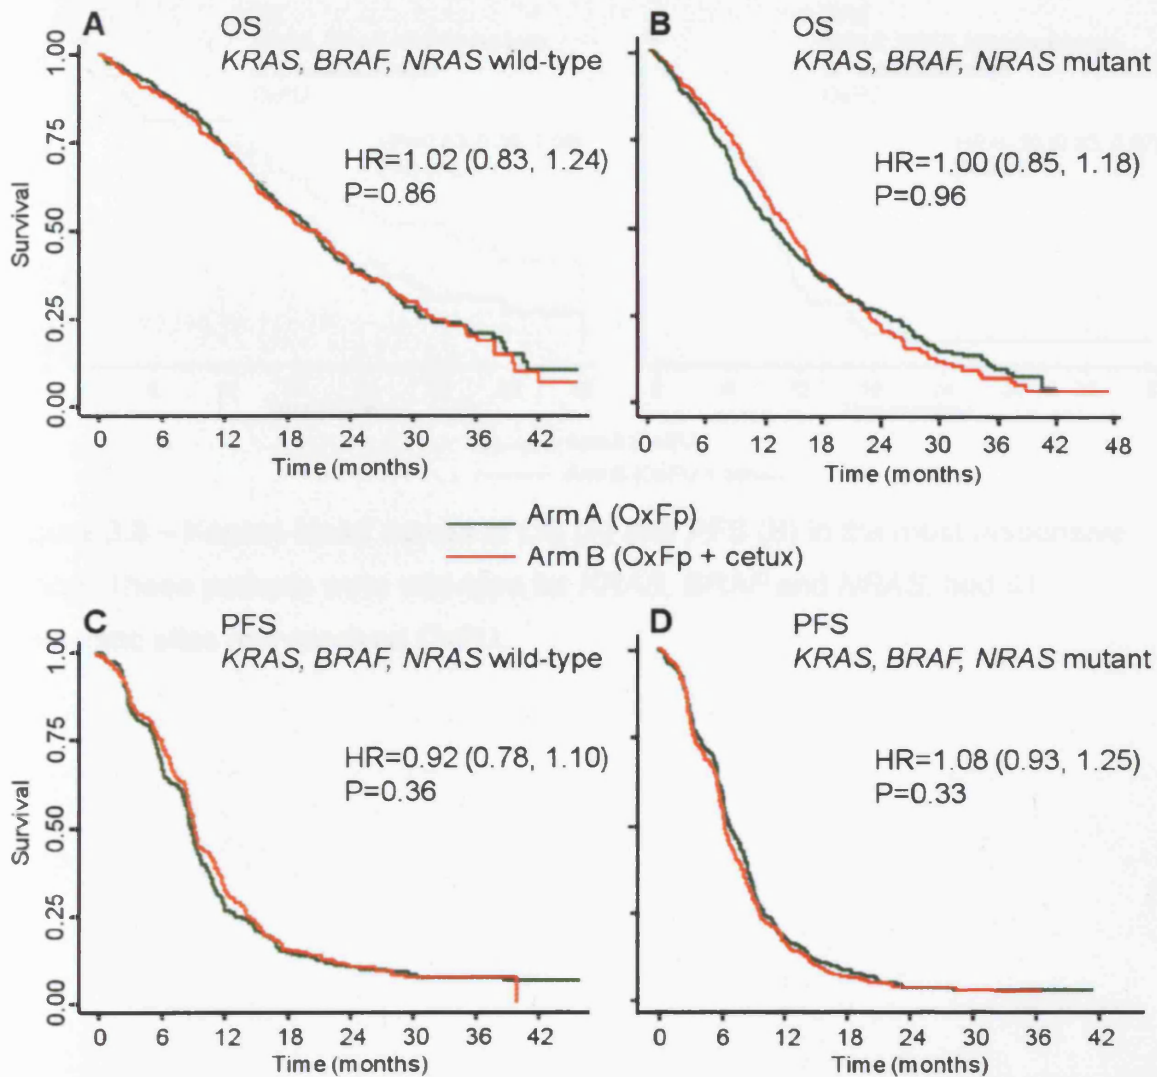 A
OS
KRAS, BRAF, NRAS wild-type
HR=1.02 (0.83, 1.24)
P=0.86
Survival
1.00
0.75
0.50
0.25
0.00
0 6 12 18 24 30 36 42
Time (months)
B
OS
KRAS, BRAF, NRAS mutant
HR=1.00 (0.85, 1.18)
P=0.96
0 6 12 18 24 30 36 42 48
Time (months)
Arm A (OxFp)
Arm B (OxFp + cetux)
C
PFS
KRAS, BRAF, NRAS wild-type
HR=0.92 (0.78, 1.10)
P=0.36
Survival
1.00
0.75
0.50
0.25
0.00
0 6 12 18 24 30 36 42
Time (months)
D
PFS
KRAS, BRAF, NRAS mutant
HR=1.08 (0.93, 1.25)
P=0.33
0 6 12 18 24 30 36 42
Time (months)